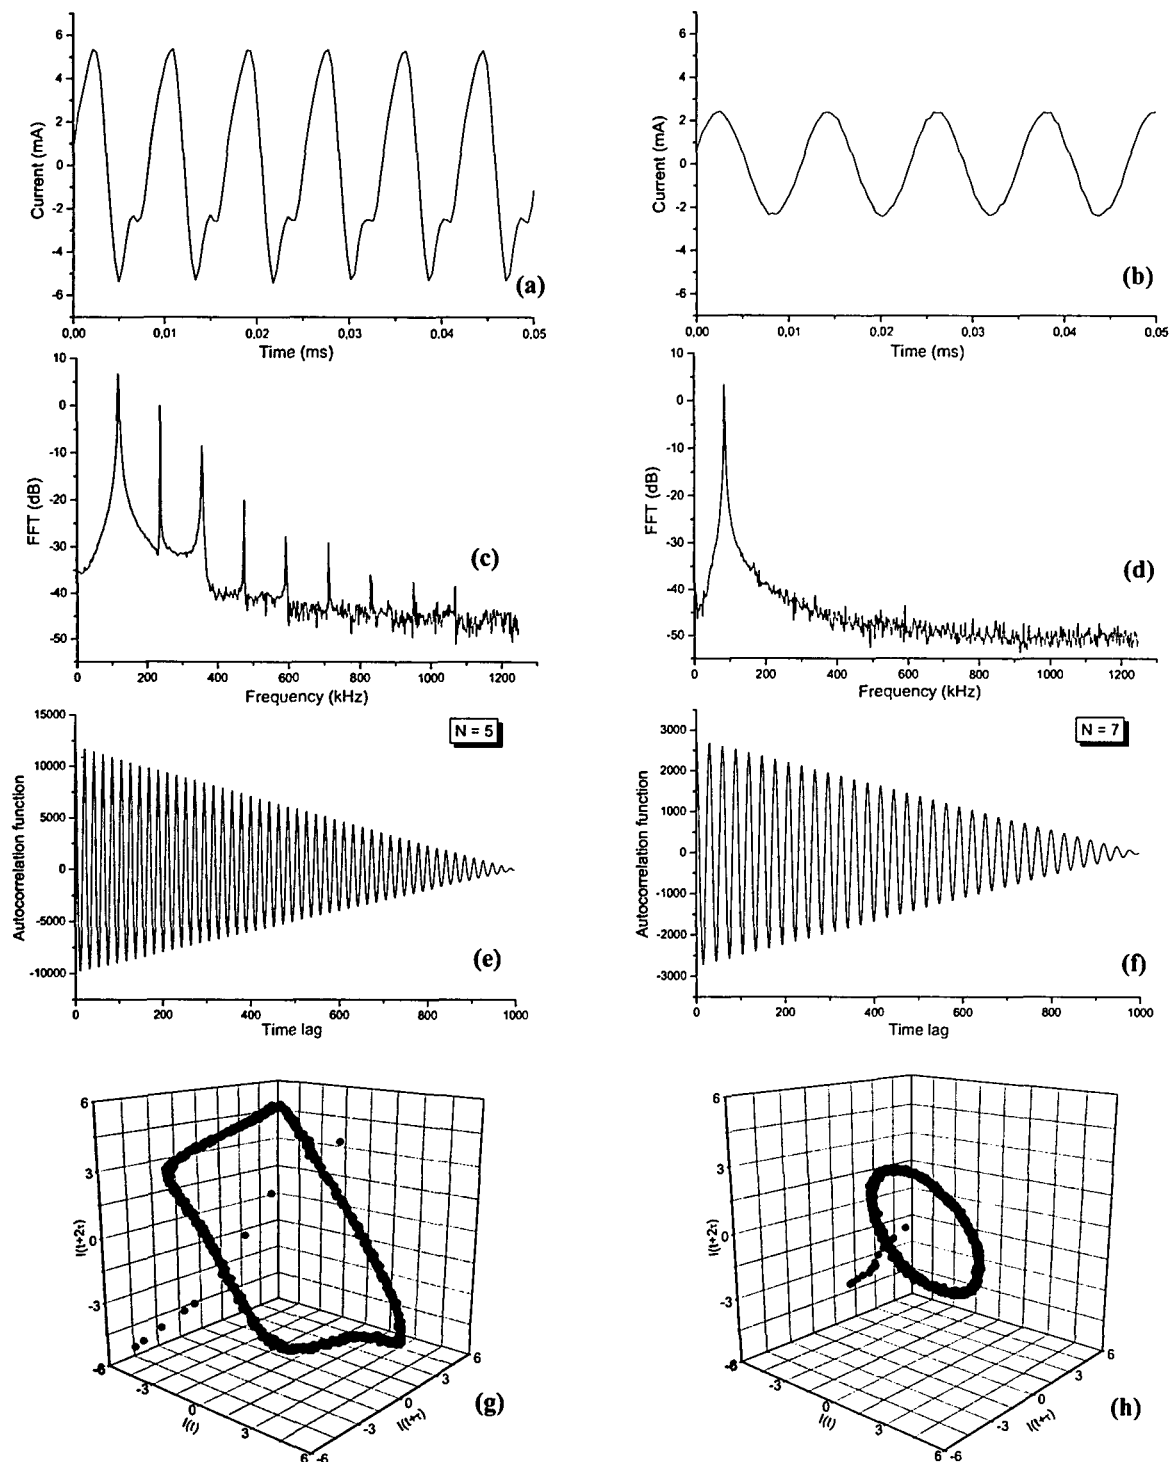 6
4
2
0
-2
-4
-6
Current (mA)
0,00 0,01 0,02 0,03 0,04 0,05
Time (ms)
(a)
6
4
2
0
-2
-4
-6
Current (mA)
0,00 0,01 0,02 0,03 0,04 0,05
Time (ms)
(b)
10
0
-10
-20
-30
-40
-50
FFT (dB)
0 200 400 600 800 1000 1200
Frequency (kHz)
(c)
10
0
-10
-20
-30
-40
-50
FFT (dB)
0 200 400 600 800 1000 1200
Frequency (kHz)
(d)
15000
10000
5000
0
-5000
-10000
Autocorrelation function
N = 5
0 200 400 600 800 1000
Time lag
(e)
3000
2000
1000
0
-1000
-2000
-3000
Autocorrelation function
N = 7
0 200 400 600 800 1000
Time lag
(f)
6
3
0
-3
-6
I(t+2τ)
-3 0 3 6
I(t)
-6 -3 0 3 6
I(t+τ)
(g)
6
3
0
-3
-6
I(t+2τ)
-3 0 3 6
I(t)
-6 -3 0 3 6
I(t+τ)
(h)